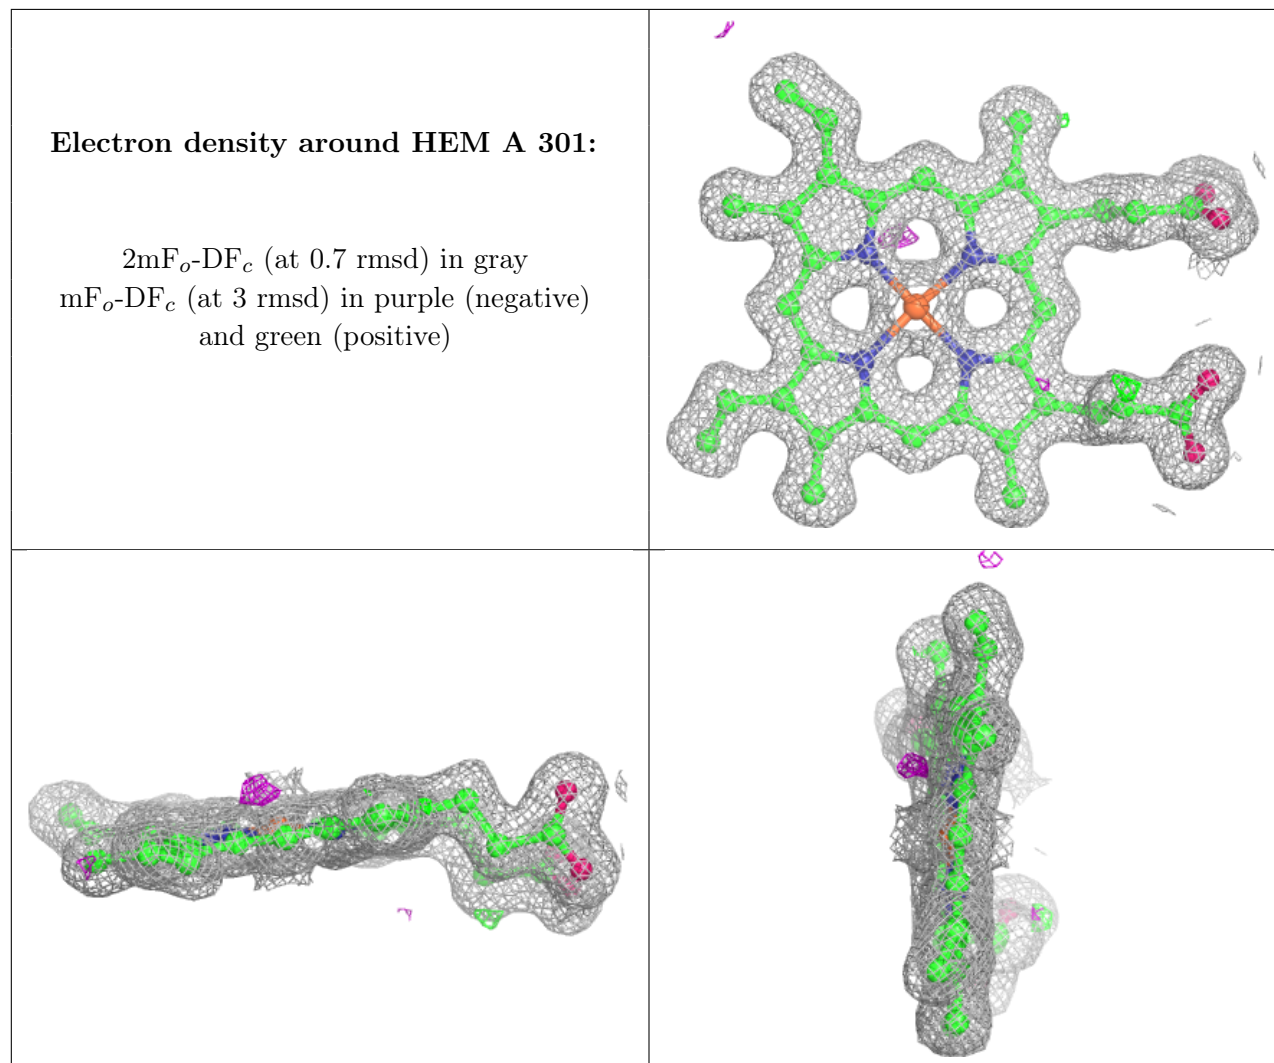 Electron density around HEM A 301:
2mFo-DFc (at 0.7 rmsd) in gray
mFo-DFc (at 3 rmsd) in purple (negative)
and green (positive)